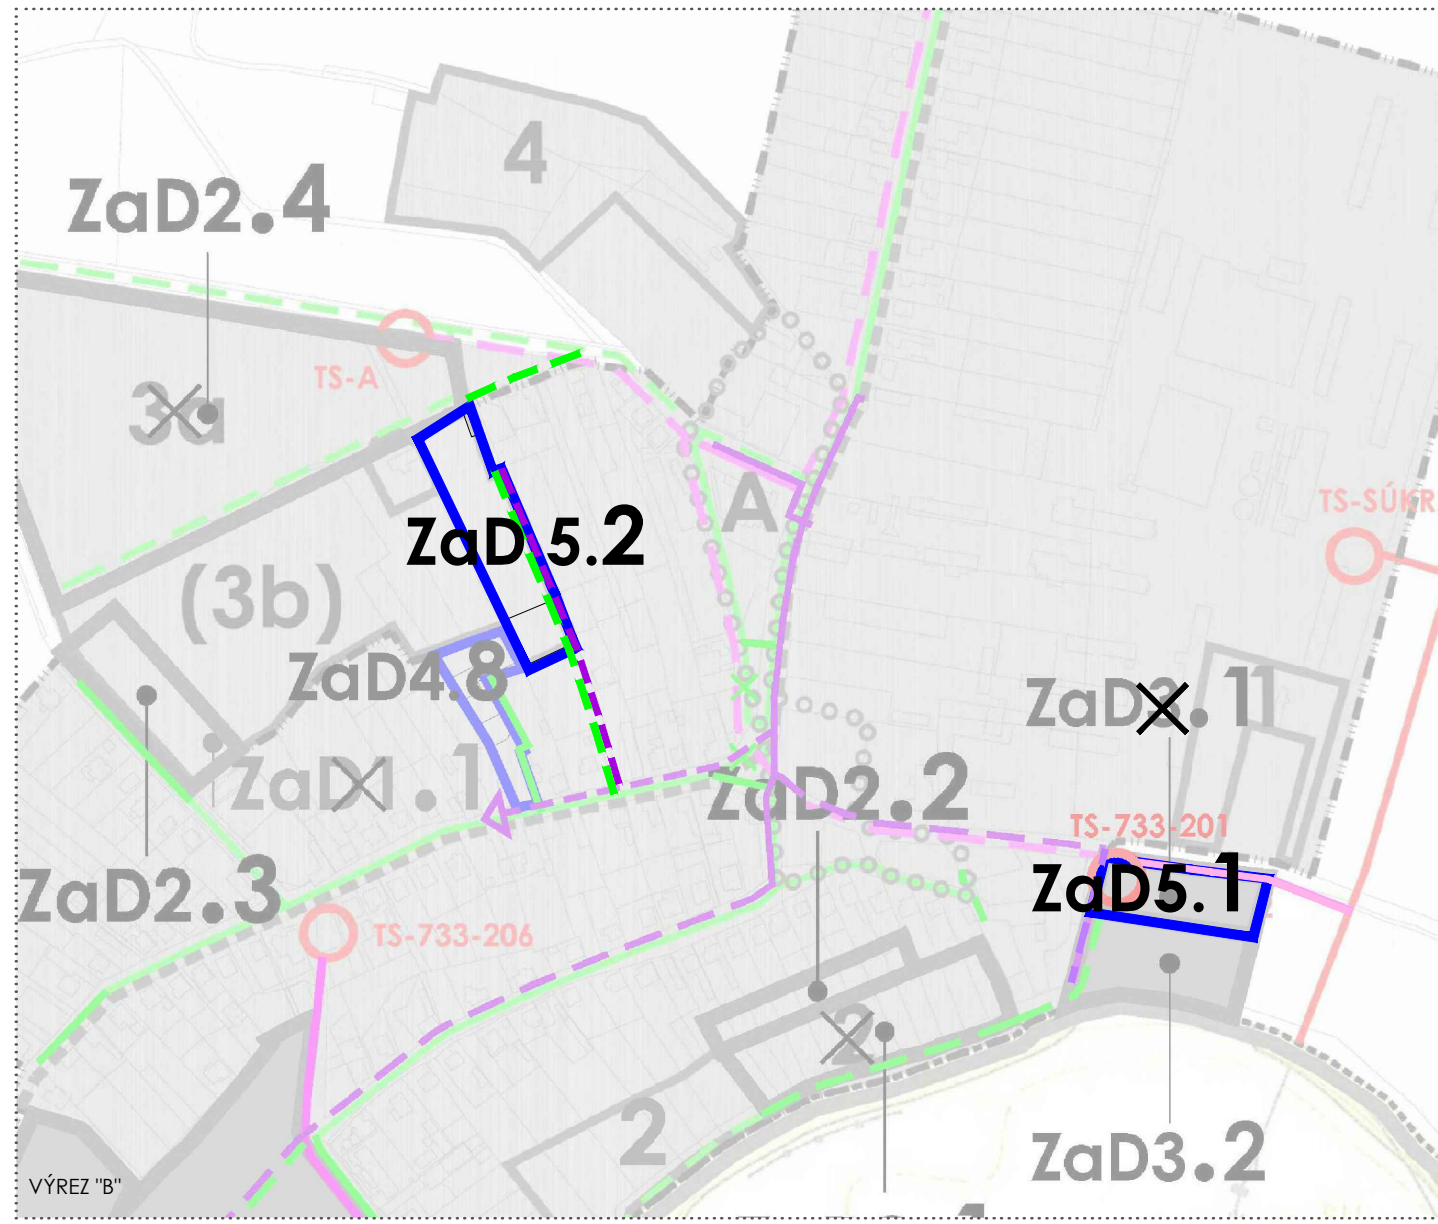 4
ZaD2.4
TS-A
3a
A
TS-SÚKR
ZaD 5.2
(3b)
ZaD4.8
ZaD3.11
ZaD1.1
ZaD2.2
TS-733-201
ZaD5.1
ZaD2.3
TS-733-206
2
2
ZaD3.2
VÝREZ "B"